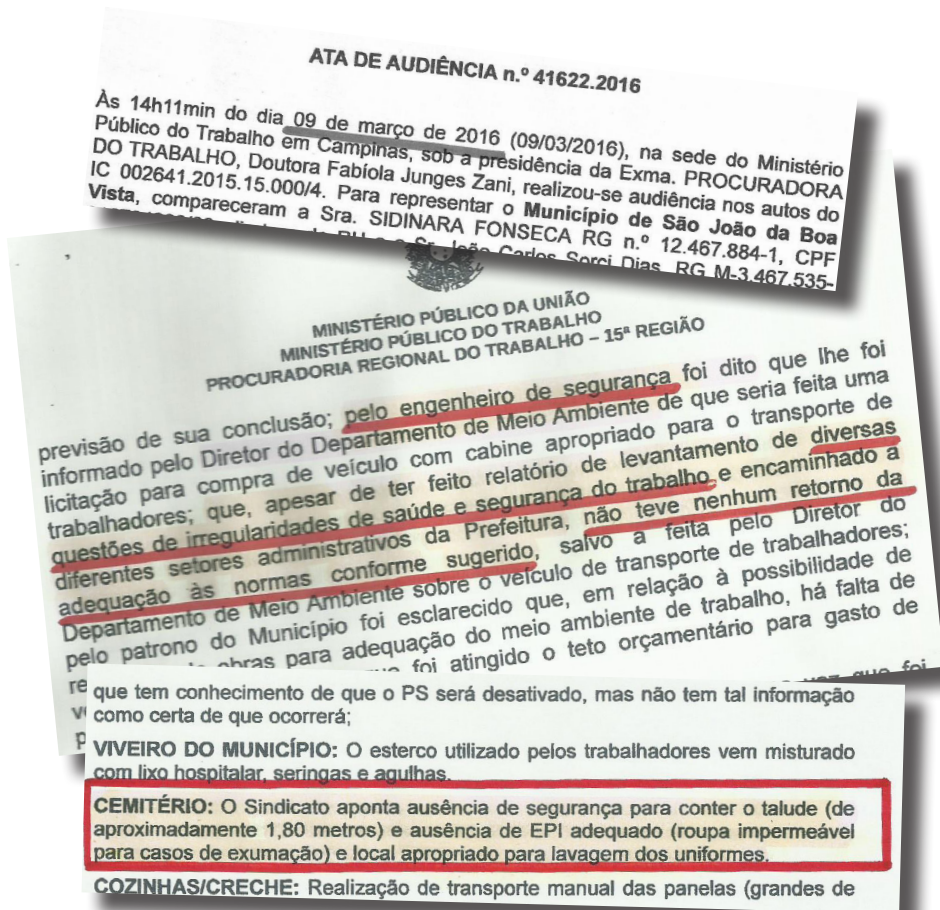 ATA DE AUDIÊNCIA n.º 41622.2016
Às 14h11min do dia 09 de março de 2016 (09/03/2016), na sede do Ministério
Público do Trabalho em Campinas, sob a presidência da Exma. PROCURADORA
DO TRABALHO, Doutora Fabíola Junges Zani, realizou-se audiência nos autos do
IC 002641.2015.15.000/4. Para representar o Município de São João da Boa
Vista, compareceram a Sra. SIDINARA FONSECA RG n.º 12.467.884-1, CPF
João Carlos Sorci Dias, RG M-3.467.535-
MINISTÉRIO PÚBLICO DA UNIÃO
MINISTÉRIO PÚBLICO DO TRABALHO
PROCURADORIA REGIONAL DO TRABALHO – 15ª REGIÃO
previsão de sua conclusão; pelo engenheiro de segurança foi dito que lhe foi
informado pelo Diretor do Departamento de Meio Ambiente de que seria feita uma
licitação para compra de veículo com cabine apropriado para o transporte de
trabalhadores; que, apesar de ter feito relatório de levantamento de diversas
questões de irregularidades de saúde e segurança do trabalho e encaminhado a
diferentes setores administrativos da Prefeitura, não teve nenhum retorno da
adequação às normas conforme sugerido, salvo a feita pelo Diretor do
Departamento de Meio Ambiente sobre o veículo de transporte de trabalhadores;
pelo patrono do Município foi esclarecido que, em relação à possibilidade de
obras para adequação do meio ambiente de trabalho, há falta de
foi atingido o teto orçamentário para gasto de
que foi
que tem conhecimento de que o PS será desativado, mas não tem tal informação
como certa de que ocorrerá;
VIVEIRO DO MUNICÍPIO: O esterco utilizado pelos trabalhadores vem misturado
com lixo hospitalar, seringas e agulhas.
CEMITÉRIO: O Sindicato aponta ausência de segurança para conter o talude (de
aproximadamente 1,80 metros) e ausência de EPI adequado (roupa impermeável
para casos de exumação) e local apropriado para lavagem dos uniformes.
COZINHAS/CRECHE: Realização de transporte manual das panelas (grandes de